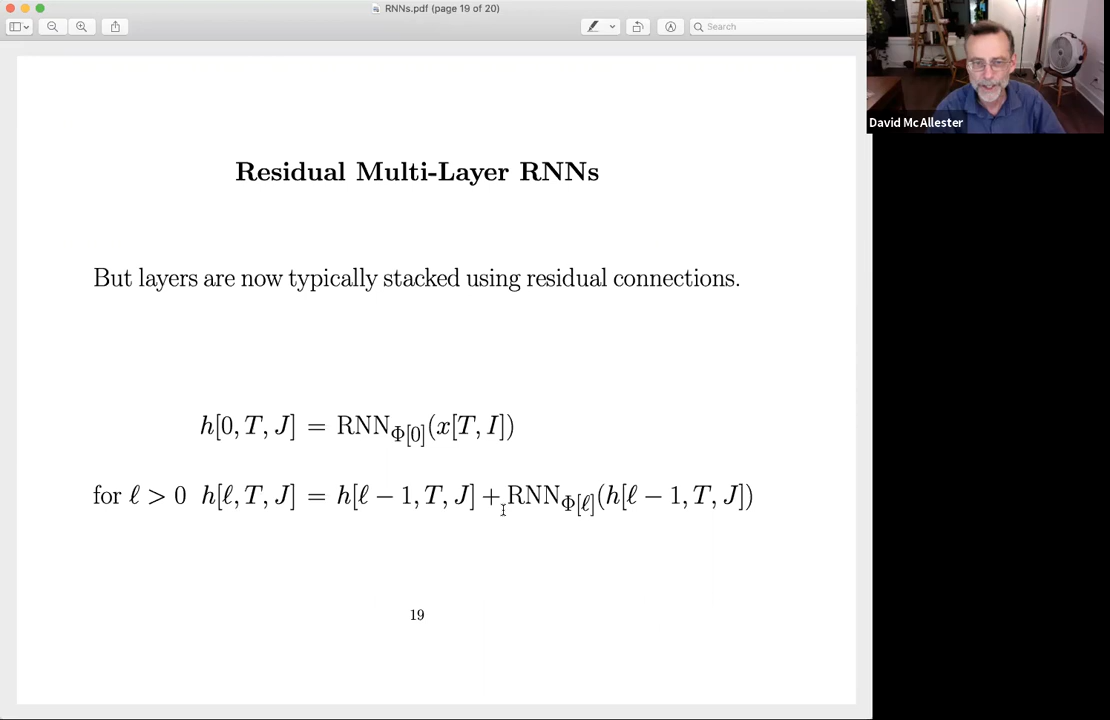 RNNs.pdf (page 19 of 20)
Search
David McAllester
Residual Multi-Layer RNNs
But layers are now typically stacked using residual connections.
h[0, T, J] = RNN_Φ[0](x[T, I])
for ℓ > 0 h[ℓ, T, J] = h[ℓ − 1, T, J] + RNN_Φ[ℓ](h[ℓ − 1, T, J])
19